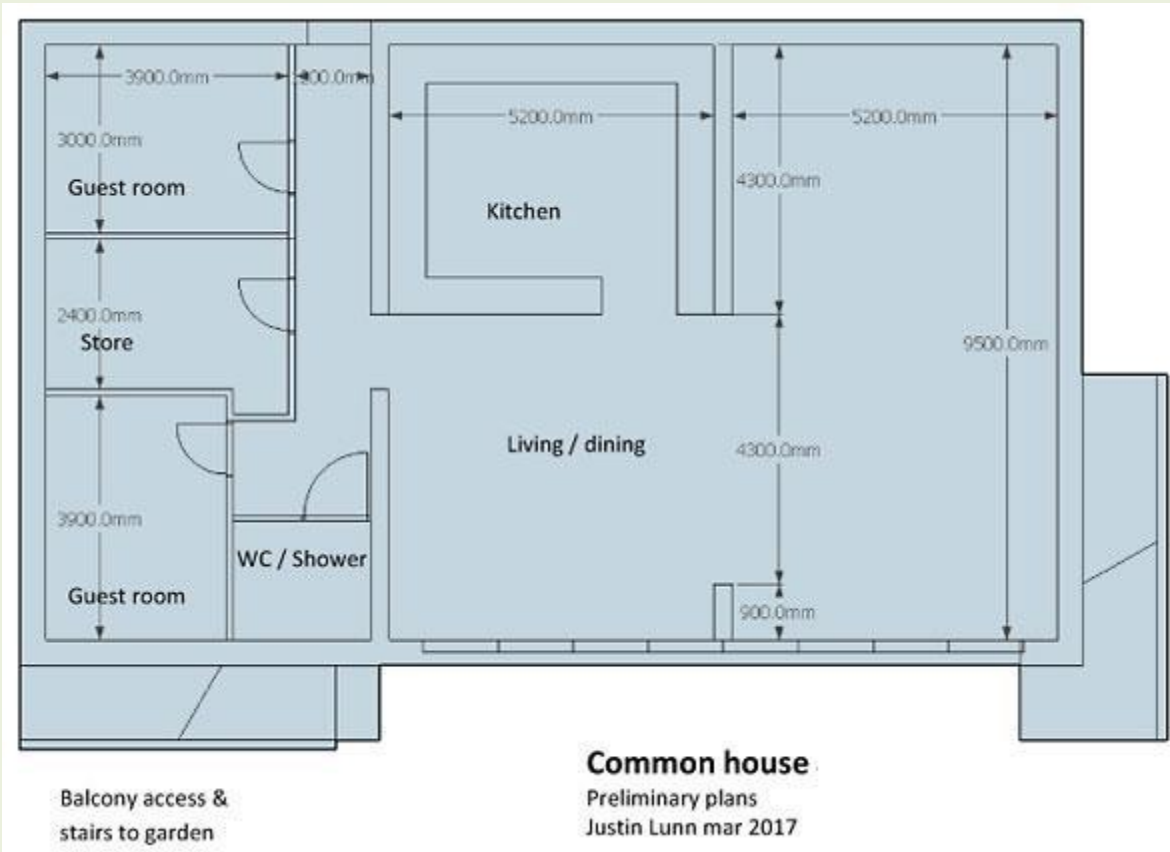 3900.0mm
5200.0mm
5200.0mm
3000.0mm
4300.0mm
Guest room
Kitchen
2400.0mm
Store
9500.0mm
Living / dining
4300.0mm
3900.0mm
WC / Shower
Guest room
900.0mm
Common house
Preliminary plans
Justin Lunn mar 2017
Balcony access &
stairs to garden